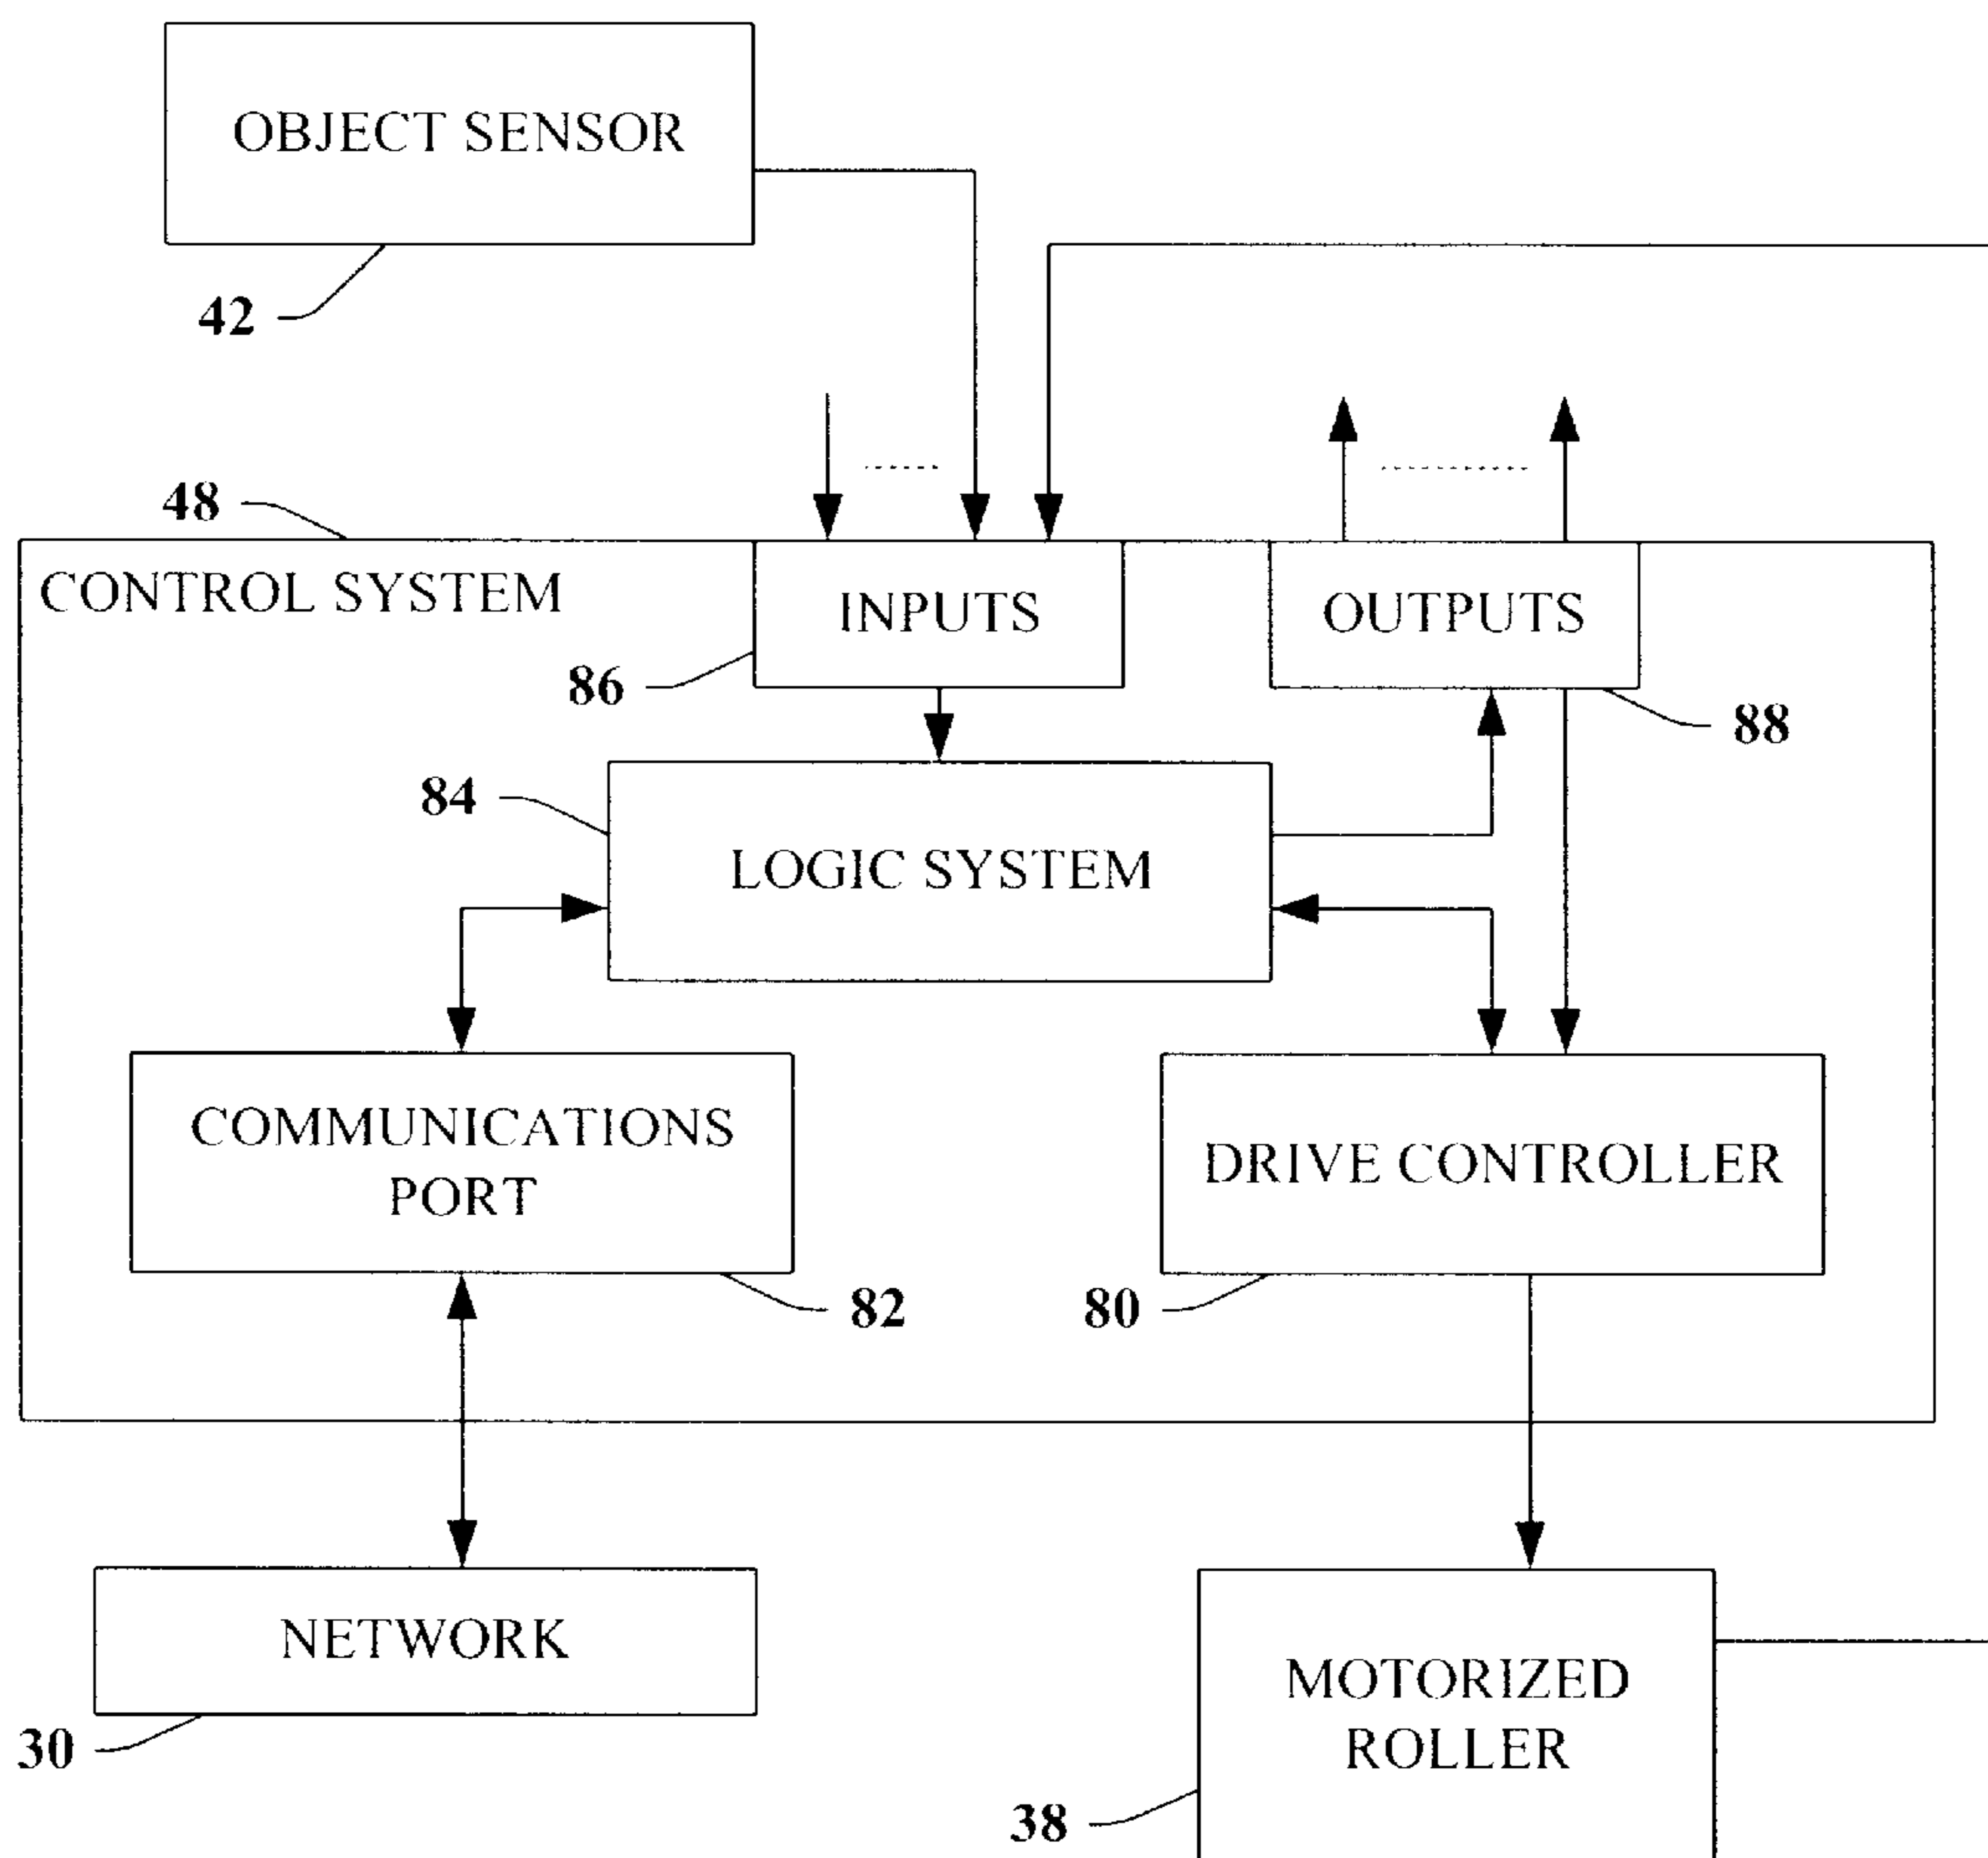 OBJECT SENSOR
42
48
CONTROL SYSTEM
INPUTS
OUTPUTS
86
88
84
LOGIC SYSTEM
COMMUNICATIONS
PORT
DRIVE CONTROLLER
82
80
NETWORK
30
MOTORIZED
ROLLER
38